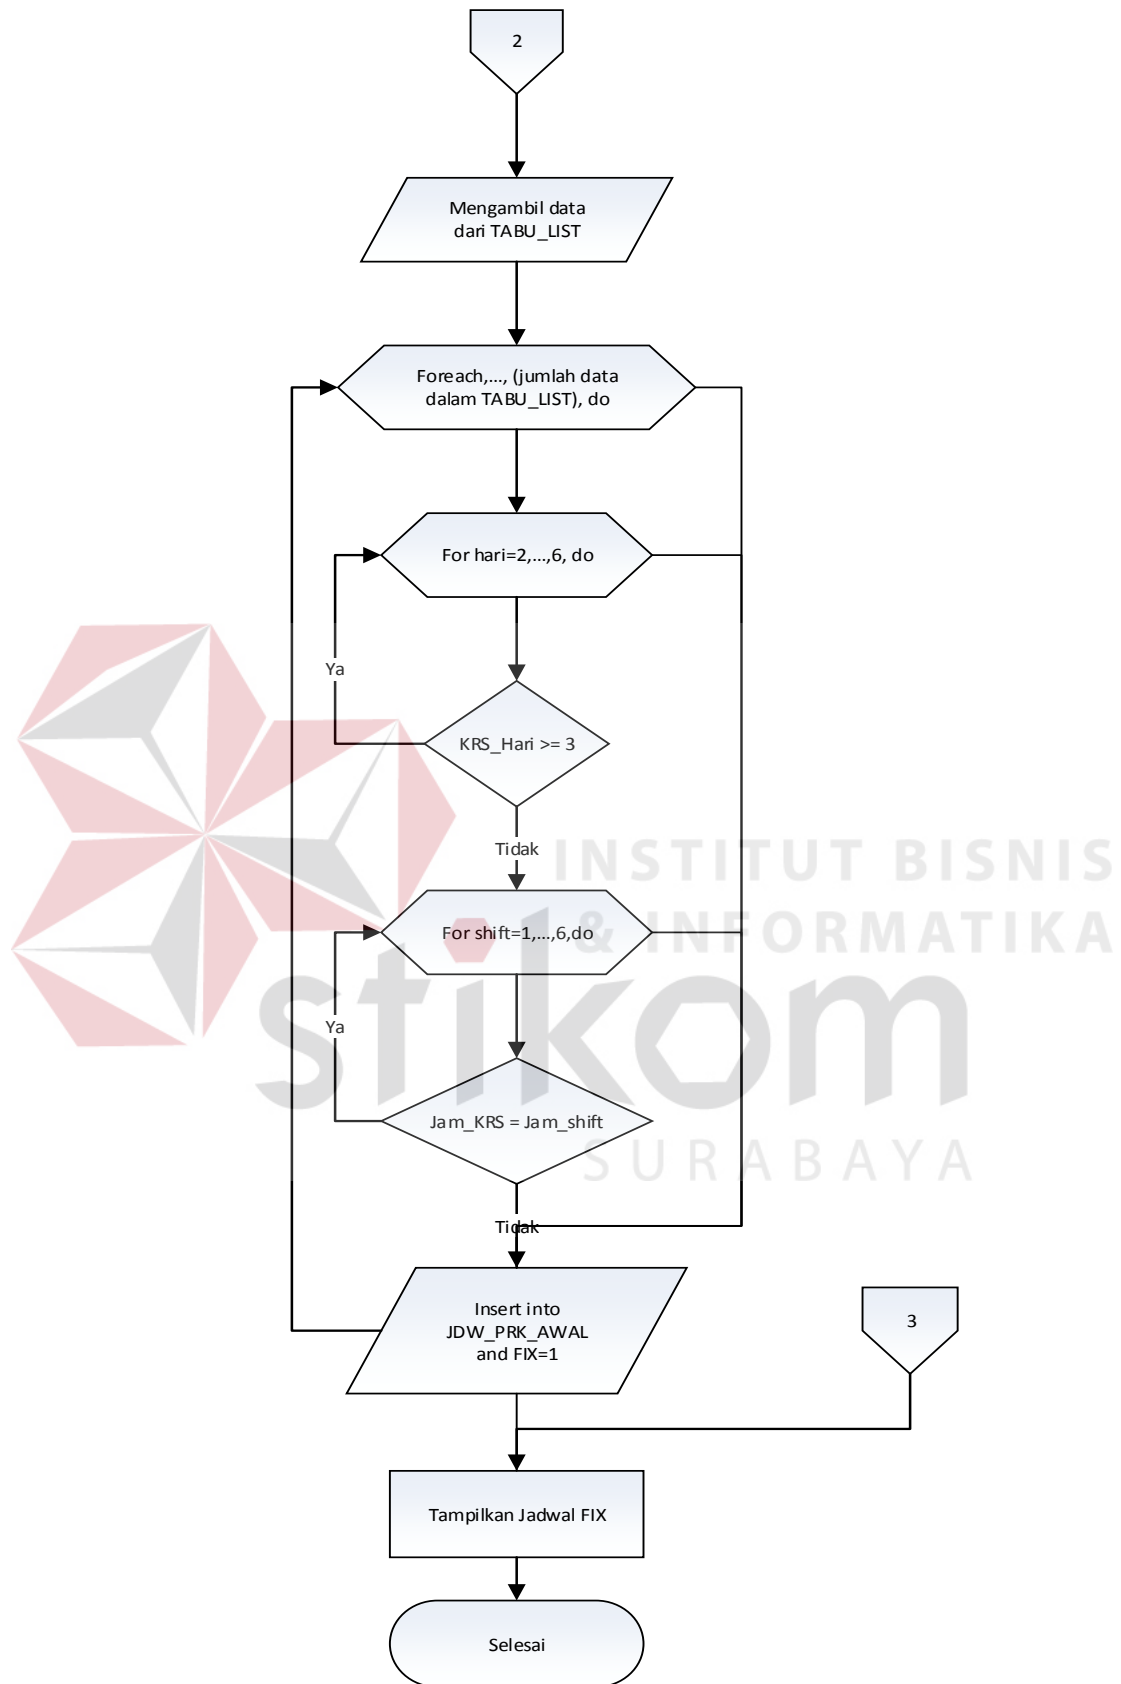 2
Mengambil data
dari TABU_LIST
Foreach,..., (jumlah data
dalam TABU_LIST), do
For hari=2,...,6, do
Ya
KRS_Hari >= 3
Tidak
INSTITUT BISNIS
& INFORMATIKA
For shift=1,...,6,do
stikom
Ya
Jam_KRS = Jam_shift
SURABAYA
Tidak
Insert into
JDW_PRK_AWAL
and FIX=1
3
Tampilkan Jadwal FIX
Selesai